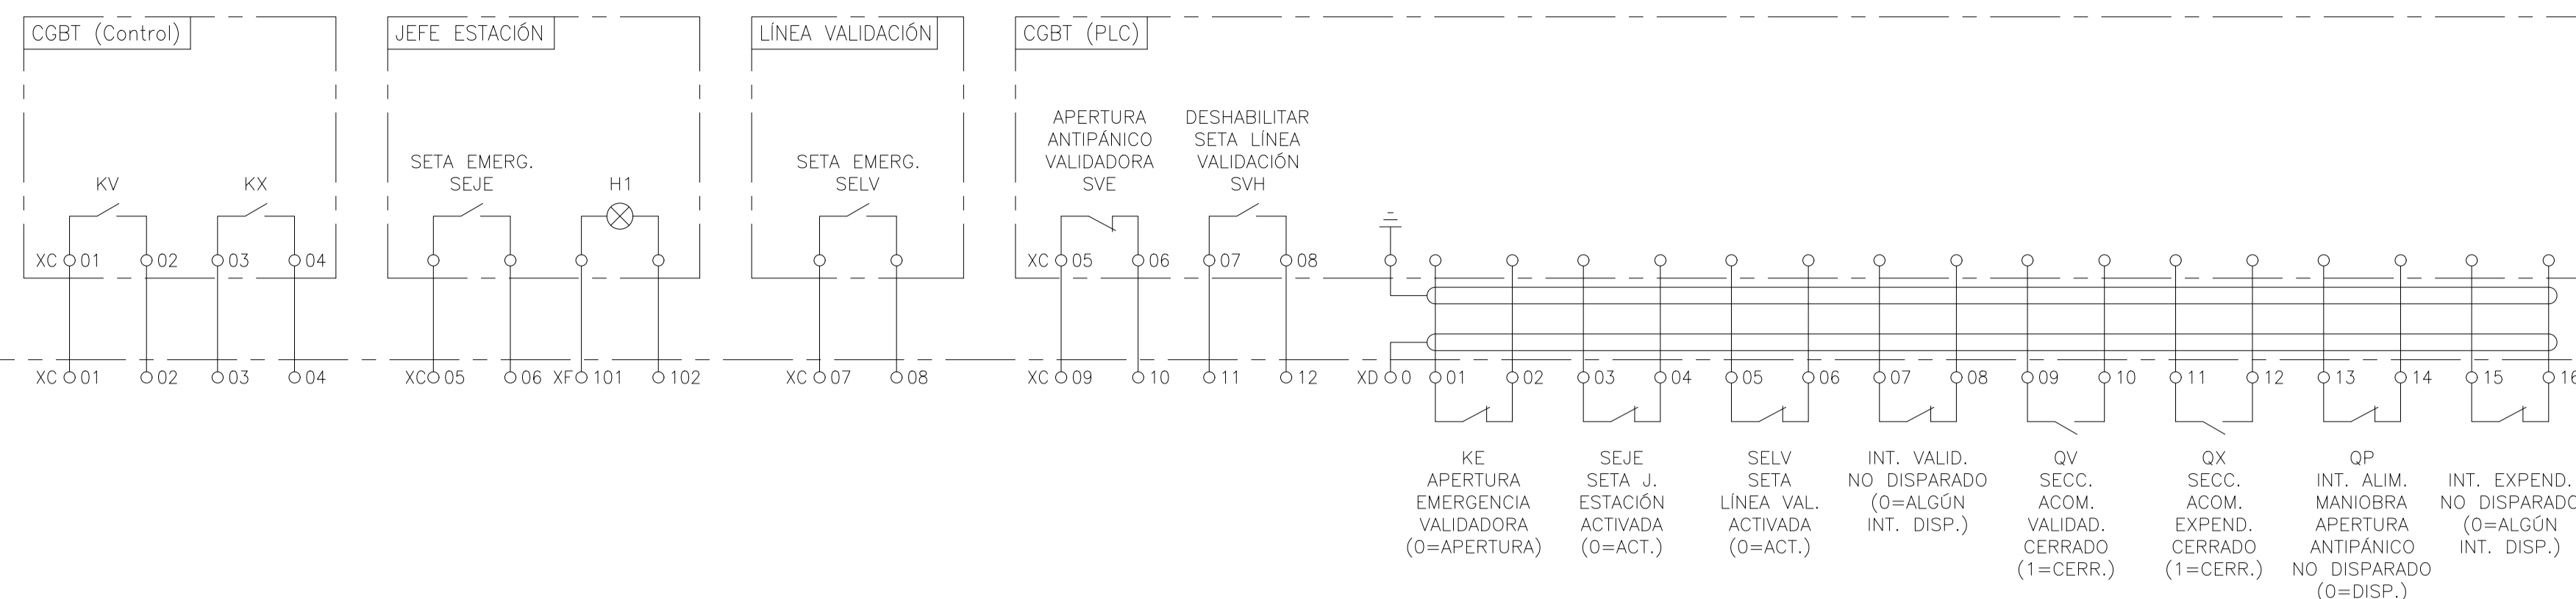 CGBT (Control)
JEFE ESTACIÓN
LÍNEA VALIDACIÓN
CGBT (PLC)
APERTURA
ANTIPÁNICO
VALIDADORA
SVE
DESHABILITAR
SETA LÍNEA
VALIDACIÓN
SVH
SETA EMERG.
SEJE
SETA EMERG.
SELV
KV
KX
H1
XC 01 02 03 04
XC 05 06 07 08
XC 01 02 03 04
XC 05 06 XF 101 102
XC 07 08
XC 09 10 11 12
XD 0 01 02 03 04 05 06 07 08 09 10 11 12 13 14 15 16
KE
APERTURA
EMERGENCIA
VALIDADORA
(0=APERTURA)
SEJE
SETA J.
ESTACIÓN
ACTIVADA
(0=ACT.)
SELV
SETA
LÍNEA VAL.
ACTIVADA
(0=ACT.)
INT. VALID.
NO DISPARADO
(0=ALGÚN
INT. DISP.)
QV
SECC.
ACOM.
VALIDAD.
CERRADO
(1=CERR.)
QX
SECC.
ACOM.
EXPEND.
CERRADO
(1=CERR.)
QP
INT. ALIM.
MANIOBRA
APERTURA
ANTIPÁNICO
NO DISPARADO
(0=DISP.)
INT. EXPEND.
NO DISPARADO
(0=ALGÚN
INT. DISP.)